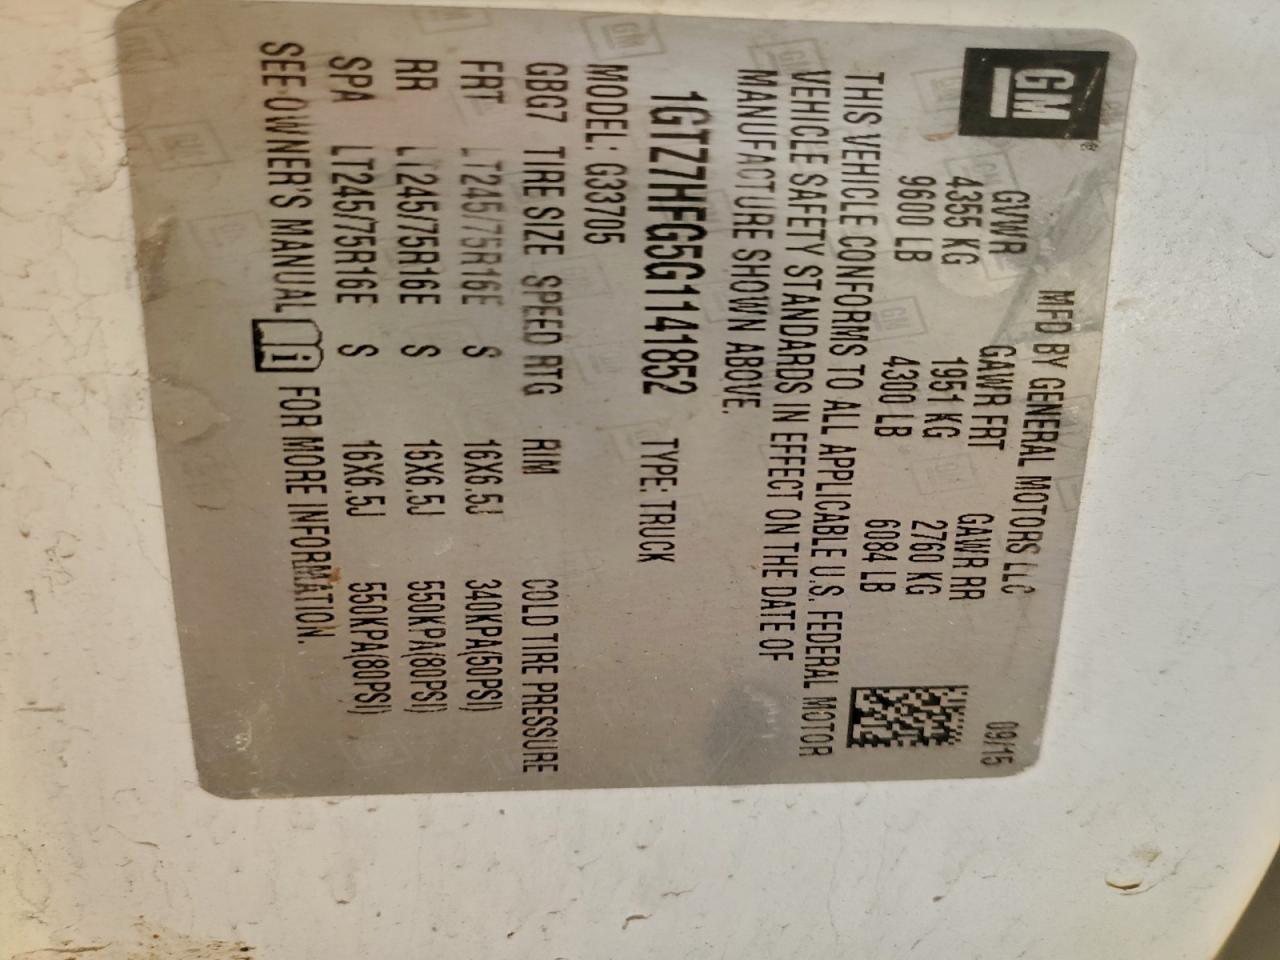 GM
MFD BY GENERAL MOTORS LLC 09/15
GVWR GAWR FRT GAWR RR
4355 KG 1951 KG 2760 KG
9600 LB 4300 LB 6084 LB
THIS VEHICLE CONFORMS TO ALL APPLICABLE U.S. FEDERAL MOTOR
VEHICLE SAFETY STANDARDS IN EFFECT ON THE DATE OF
MANUFACTURE SHOWN ABOVE.
1GT77HFG5G1141852 TYPE: TRUCK
MODEL: G33705
GBG7 TIRE SIZE SPEED RTG RIM COLD TIRE PRESSURE
FRT LT245/75R16E S 16X6.5J 340KPA(50PSI)
RR LT245/75R16E S 16X6.5J 550KPA(80PSI)
SPA LT245/75R16E S 16X6.5J 550KPA(80PSI)
SEE OWNER'S MANUAL i FOR MORE INFORMATION.